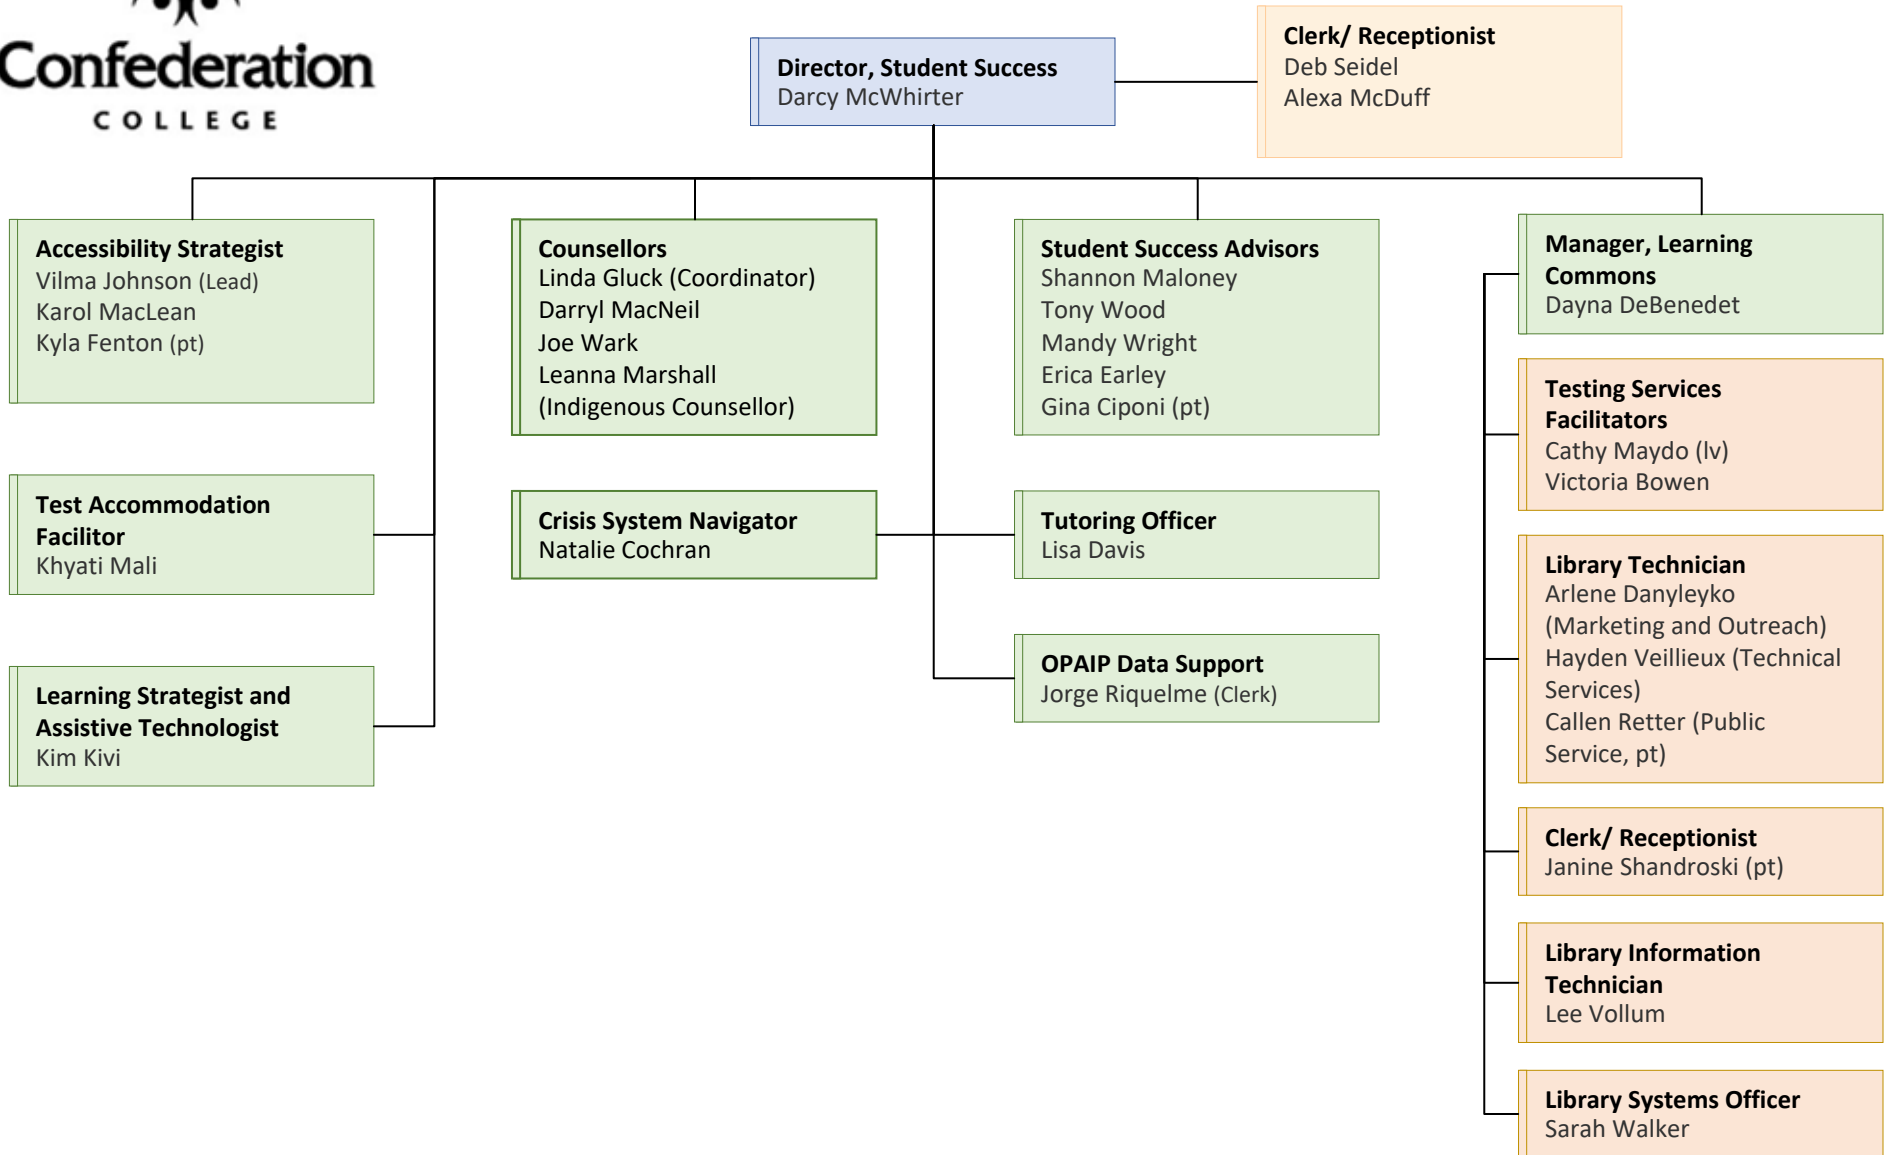 Confederation
COLLEGE
Director, Student Success
Darcy McWhirter
Clerk/ Receptionist
Deb Seidel
Alexa McDuff
Accessibility Strategist
Vilma Johnson (Lead)
Karol MacLean
Kyla Fenton (pt)
Test Accommodation
Facilitor
Khyati Mali
Learning Strategist and
Assistive Technologist
Kim Kivi
Counsellors
Linda Gluck (Coordinator)
Darryl MacNeil
Joe Wark
Leanna Marshall
(Indigenous Counsellor)
Crisis System Navigator
Natalie Cochran
Student Success Advisors
Shannon Maloney
Tony Wood
Mandy Wright
Erica Earley
Gina Ciponi (pt)
Tutoring Officer
Lisa Davis
OPAIP Data Support
Jorge Riquelme (Clerk)
Manager, Learning
Commons
Dayna DeBenedet
Testing Services
Facilitators
Cathy Maydo (lv)
Victoria Bowen
Library Technician
Arlene Danyleyko
(Marketing and Outreach)
Hayden Veillieux (Technical
Services)
Callen Retter (Public
Service, pt)
Clerk/ Receptionist
Janine Shandroski (pt)
Library Information
Technician
Lee Vollum
Library Systems Officer
Sarah Walker